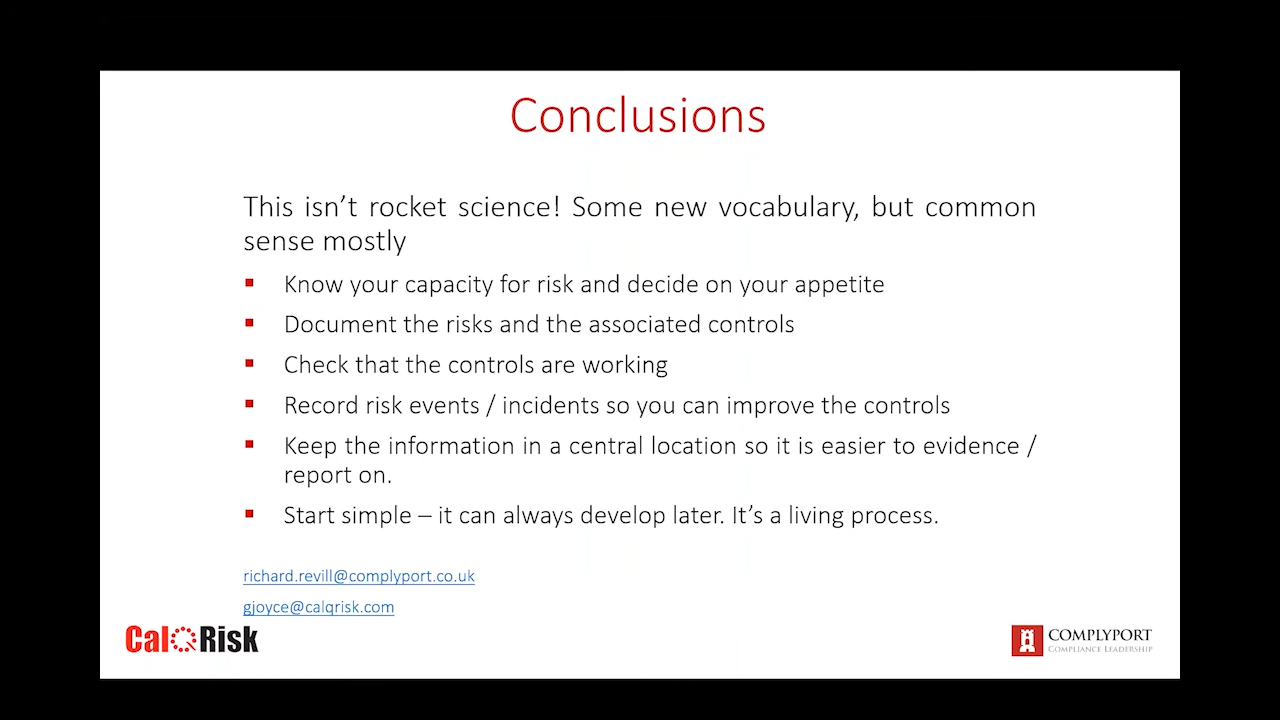 Conclusions
This isn’t rocket science! Some new vocabulary, but common
sense mostly
▪ Know your capacity for risk and decide on your appetite
▪ Document the risks and the associated controls
▪ Check that the controls are working
▪ Record risk events / incidents so you can improve the controls
▪ Keep the information in a central location so it is easier to evidence /
report on.
▪ Start simple – it can always develop later. It’s a living process.
richard.revill@complyport.co.uk
gjoyce@calqrisk.com
CalQRisk
COMPLYPORT
COMPLIANCE LEADERSHIP